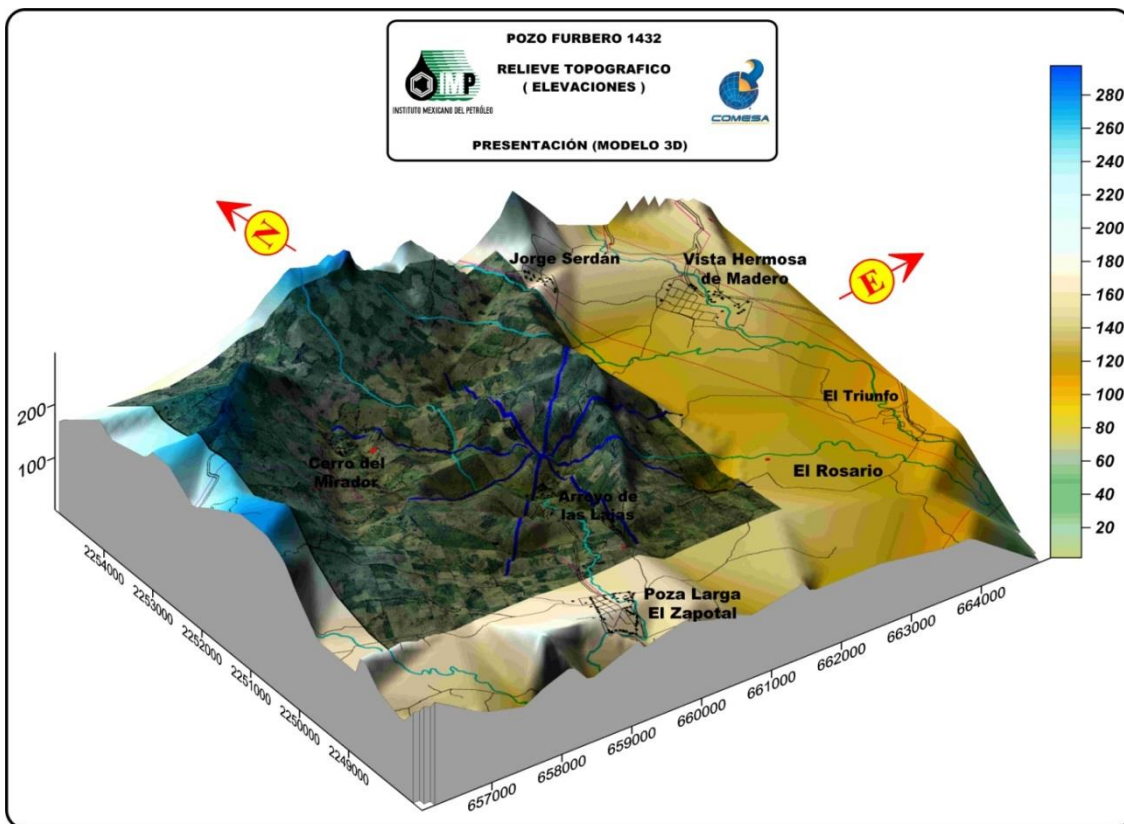 POZO FURBERO 1432
RELIEVE TOPOGRAFICO
( ELEVACIONES )
IMP
INSTITUTO MEXICANO DEL PETRÓLEO
COMESA
PRESENTACIÓN (MODELO 3D)
N
E
Jorge Serdán
Vista Hermosa
de Madero
El Triunfo
El Rosario
Cerro del
Mirador
Arroyo de
las Lajas
Poza Larga
El Zapotal
280
260
240
220
200
180
160
140
120
100
80
60
40
20
200
100
2254000
2253000
2252000
2251000
2250000
2249000
657000
658000
659000
660000
661000
662000
663000
664000